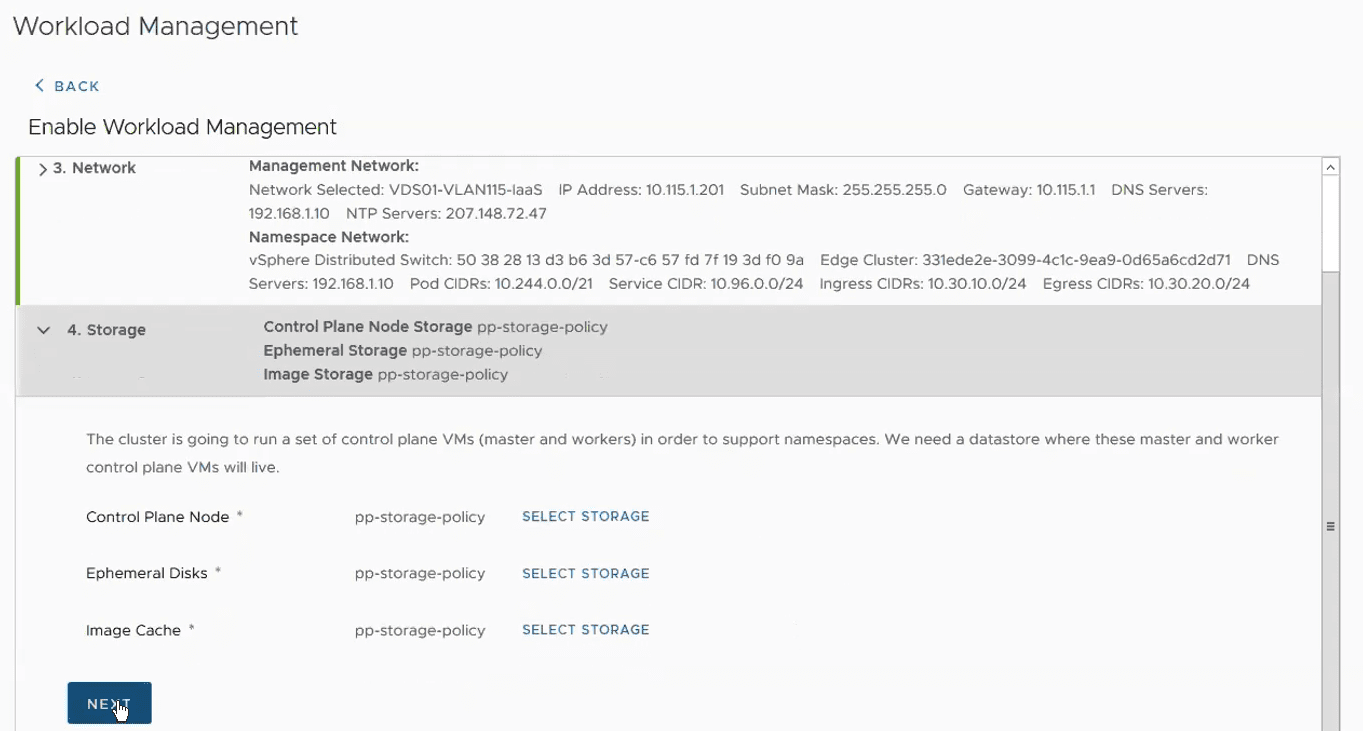 Workload Management
BACK
Enable Workload Management
3. Network
Management Network:
Network Selected: VDS01-VLAN115-IaaS IP Address: 10.115.1.201 Subnet Mask: 255.255.255.0 Gateway: 10.115.1.1 DNS Servers:
192.168.1.10 NTP Servers: 207.148.72.47
Namespace Network:
vSphere Distributed Switch: 50 38 28 13 d3 b6 3d 57-c6 57 fd 7f 19 3d f0 9a Edge Cluster: 331ede2e-3099-4c1c-9ea9-0d65a6cd2d71 DNS
Servers: 192.168.1.10 Pod CIDRs: 10.244.0.0/21 Service CIDR: 10.96.0.0/24 Ingress CIDRs: 10.30.10.0/24 Egress CIDRs: 10.30.20.0/24
4. Storage
Control Plane Node Storage pp-storage-policy
Ephemeral Storage pp-storage-policy
Image Storage pp-storage-policy
The cluster is going to run a set of control plane VMs (master and workers) in order to support namespaces. We need a datastore where these master and worker
control plane VMs will live.
Control Plane Node * pp-storage-policy SELECT STORAGE
Ephemeral Disks * pp-storage-policy SELECT STORAGE
Image Cache * pp-storage-policy SELECT STORAGE
NEXT